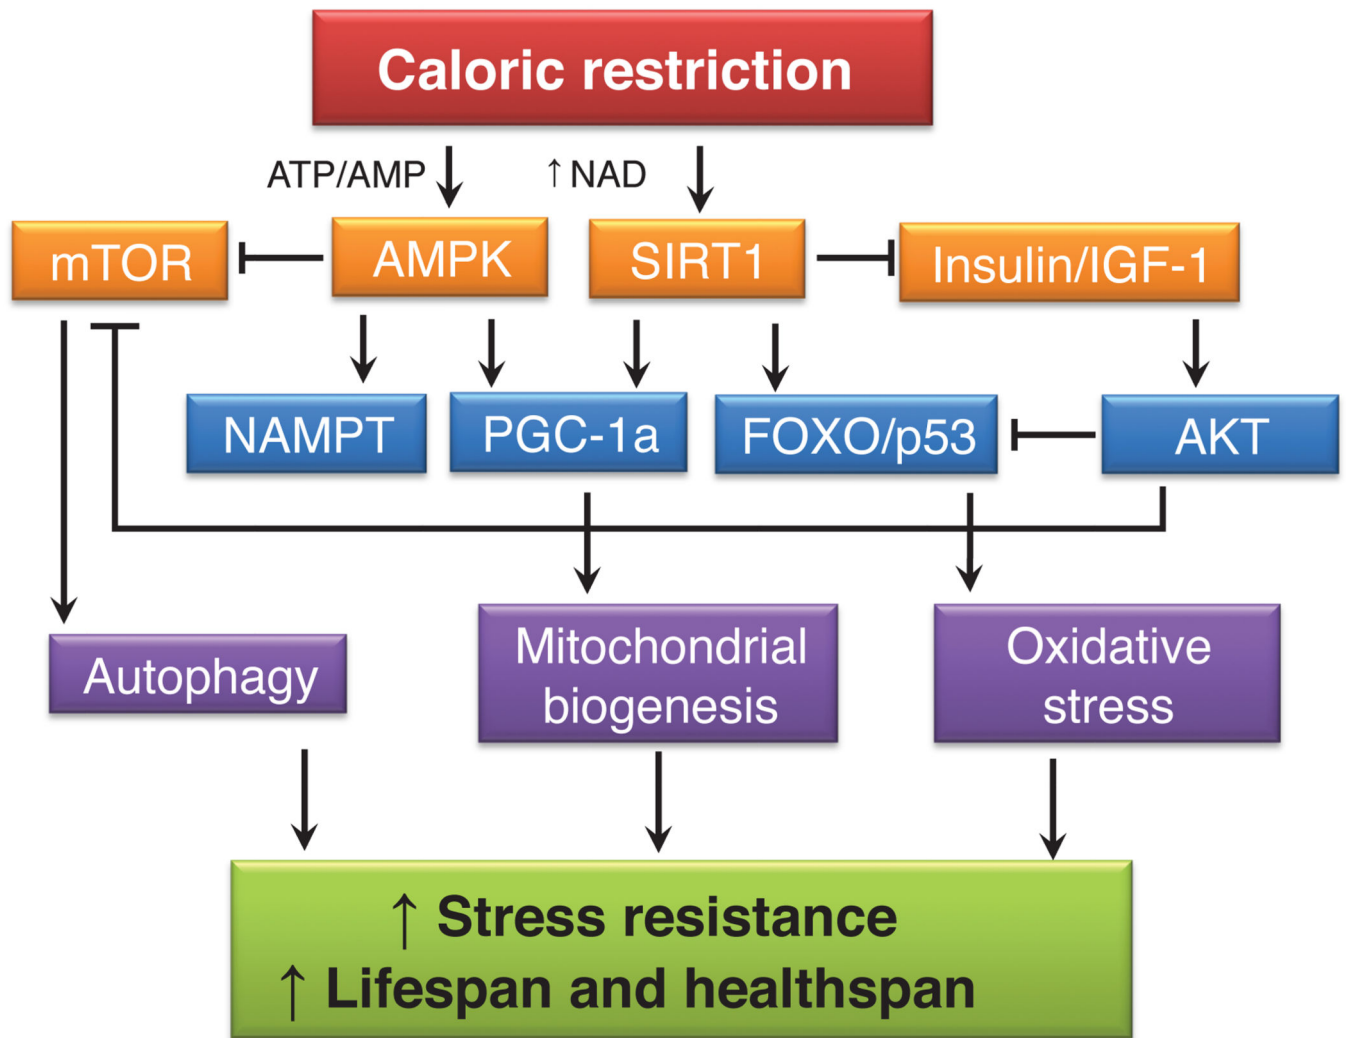 Caloric restriction
ATP/AMP
↑ NAD
mTOR
AMPK
SIRT1
Insulin/IGF-1
NAMPT
PGC-1a
FOXO/p53
AKT
Autophagy
Mitochondrial
biogenesis
Oxidative
stress
↑ Stress resistance
↑ Lifespan and healthspan